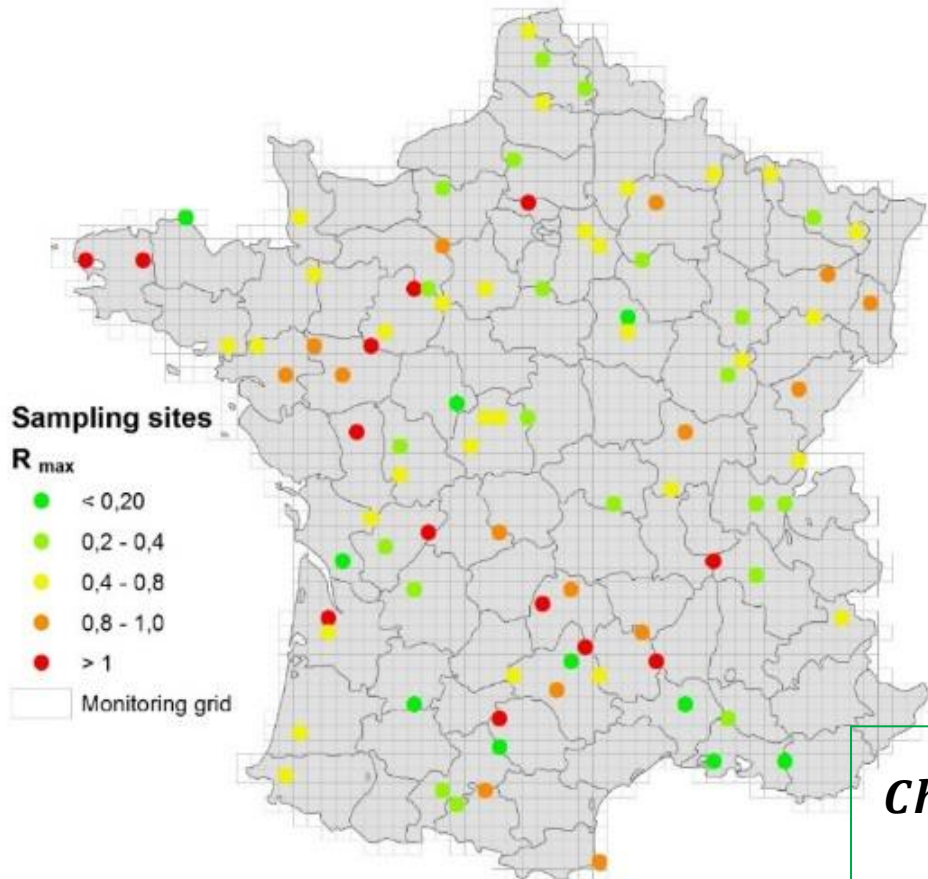 Sampling sites
R max
< 0,20
0,2 - 0,4
0,4 - 0,8
0,8 - 1,0
> 1
Monitoring grid
Ch